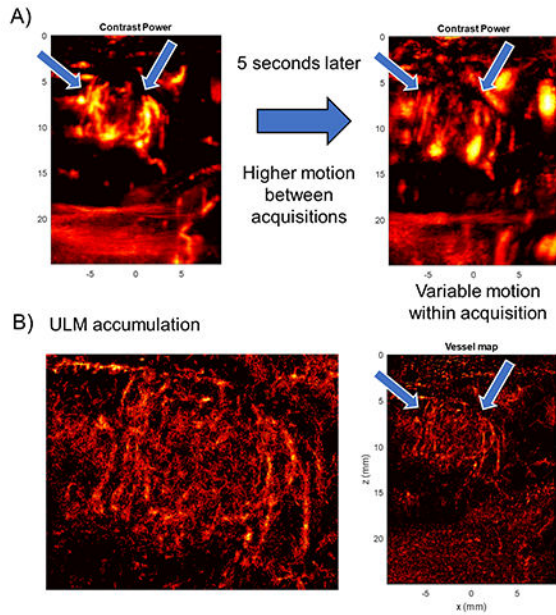 A)
Contrast Power
0
5
10
15
20
-5
0
5
5 seconds later
Higher motion
between
acquisitions
Contrast Power
0
5
10
15
20
-5
0
5
Variable motion
within acquisition
B)
ULM accumulation
Vessel map
0
5
10
15
20
z (mm)
-5
0
5
x (mm)